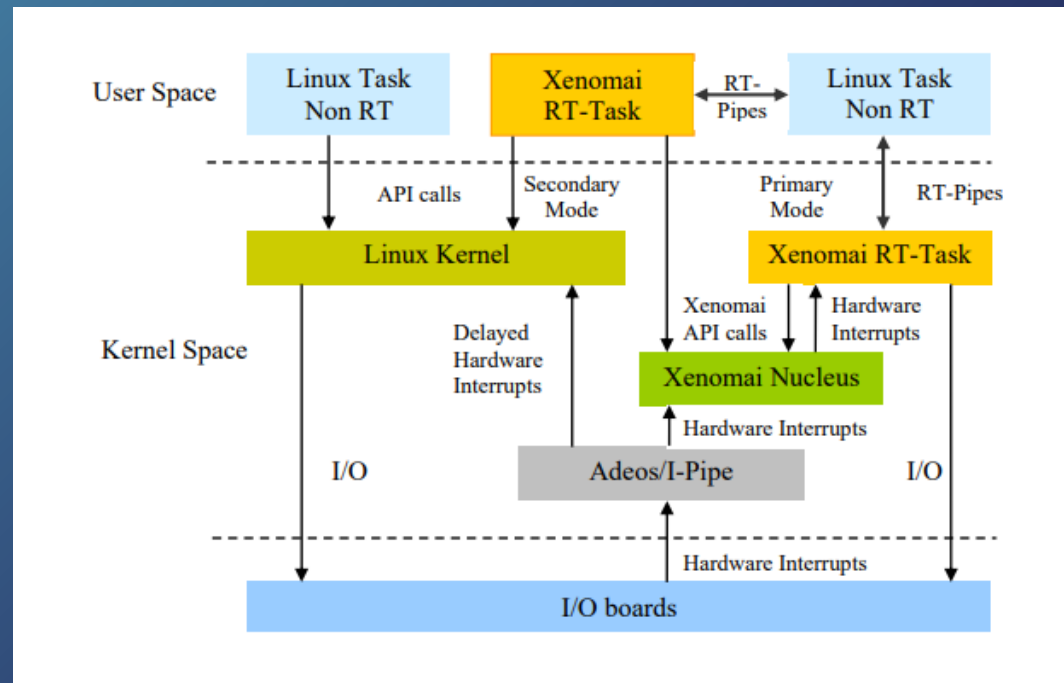 Linux Task
Non RT
Xenomai
RT-Task
RT-
Pipes
Linux Task
Non RT
User Space
API calls
Secondary
Mode
Primary
Mode
RT-Pipes
Linux Kernel
Xenomai RT-Task
Kernel Space
Delayed
Hardware
Interrupts
Xenomai
API calls
Hardware
Interrupts
Xenomai Nucleus
Hardware Interrupts
I/O
Adeos/I-Pipe
I/O
Hardware Interrupts
I/O boards